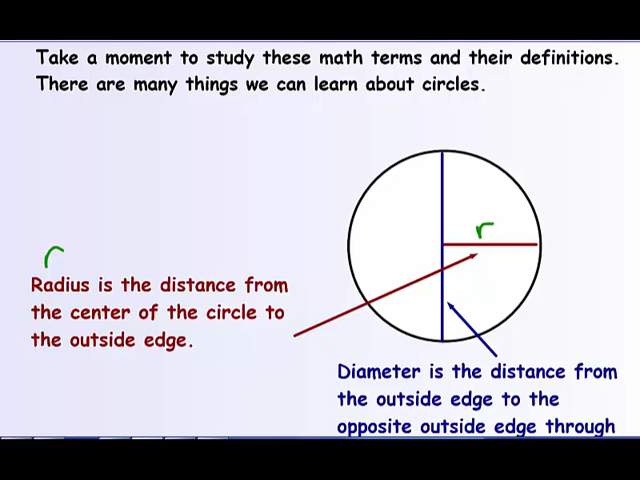 Take a moment to study these math terms and their definitions.
There are many things we can learn about circles.
r
r
Radius is the distance from
the center of the circle to
the outside edge.
Diameter is the distance from
the outside edge to the
opposite outside edge through